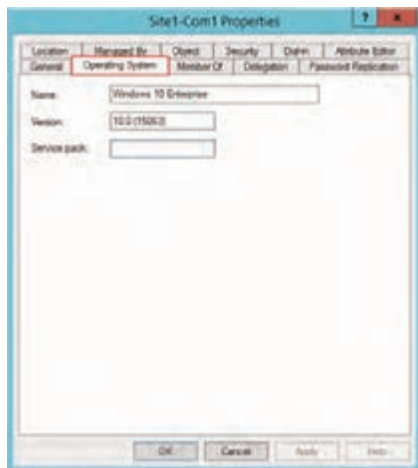 Site1-Com1 Properties
? x
Location Managed By Object Security Dial-in Attribute Editor
General Operating System Member Of Delegation Password Replication
Name: Windows 10 Enterprise
Version: 10.0 (15063)
Service pack:
OK Cancel Apply Help